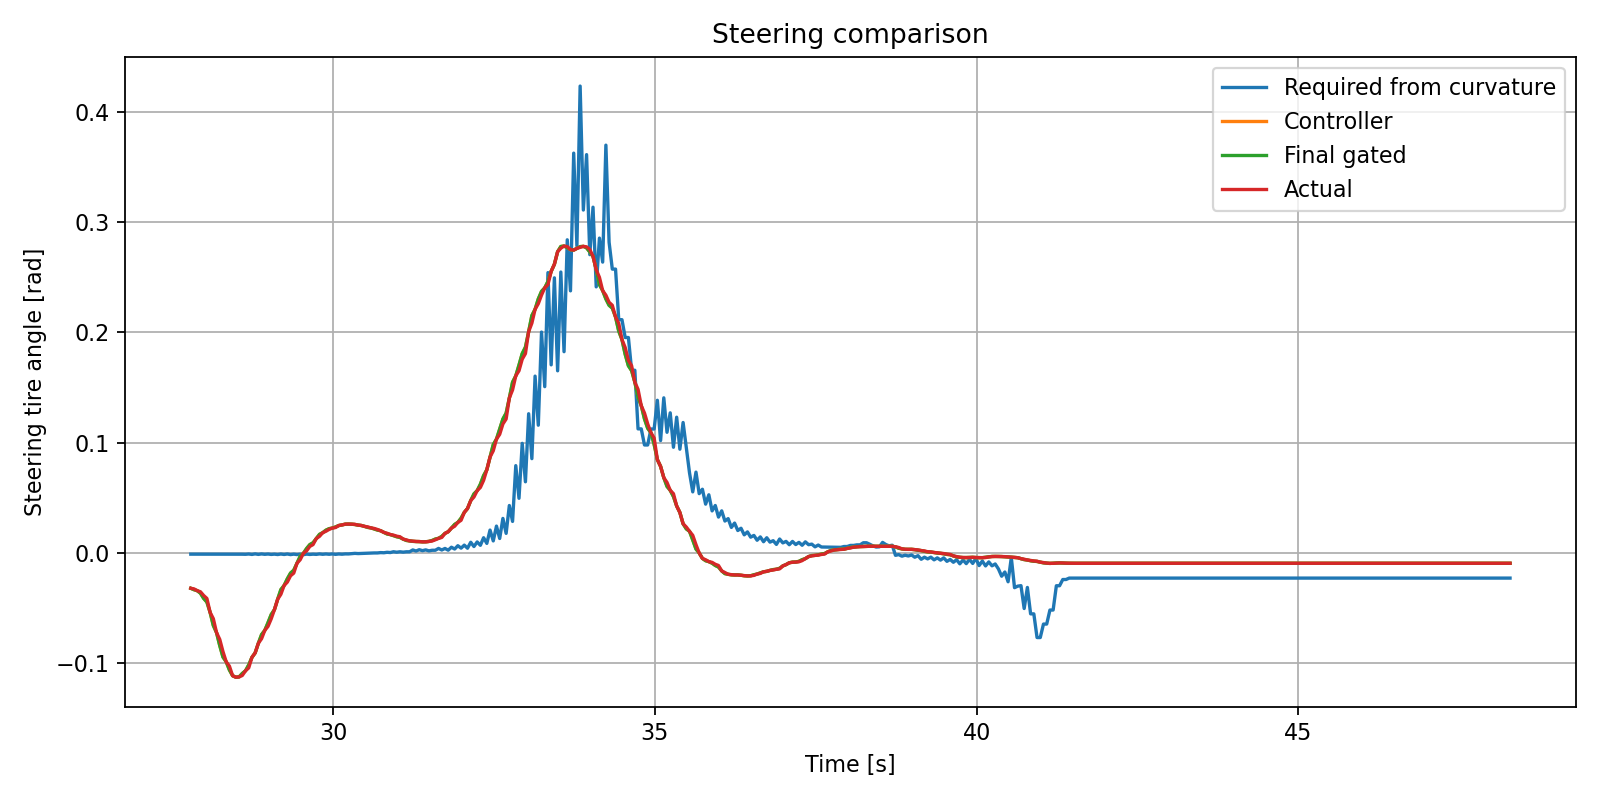 Steering comparison
Required from curvature
Controller
Final gated
Actual
Steering tire angle [rad]
0.4
0.3
0.2
0.1
0.0
−0.1
30
35
40
45
Time [s]